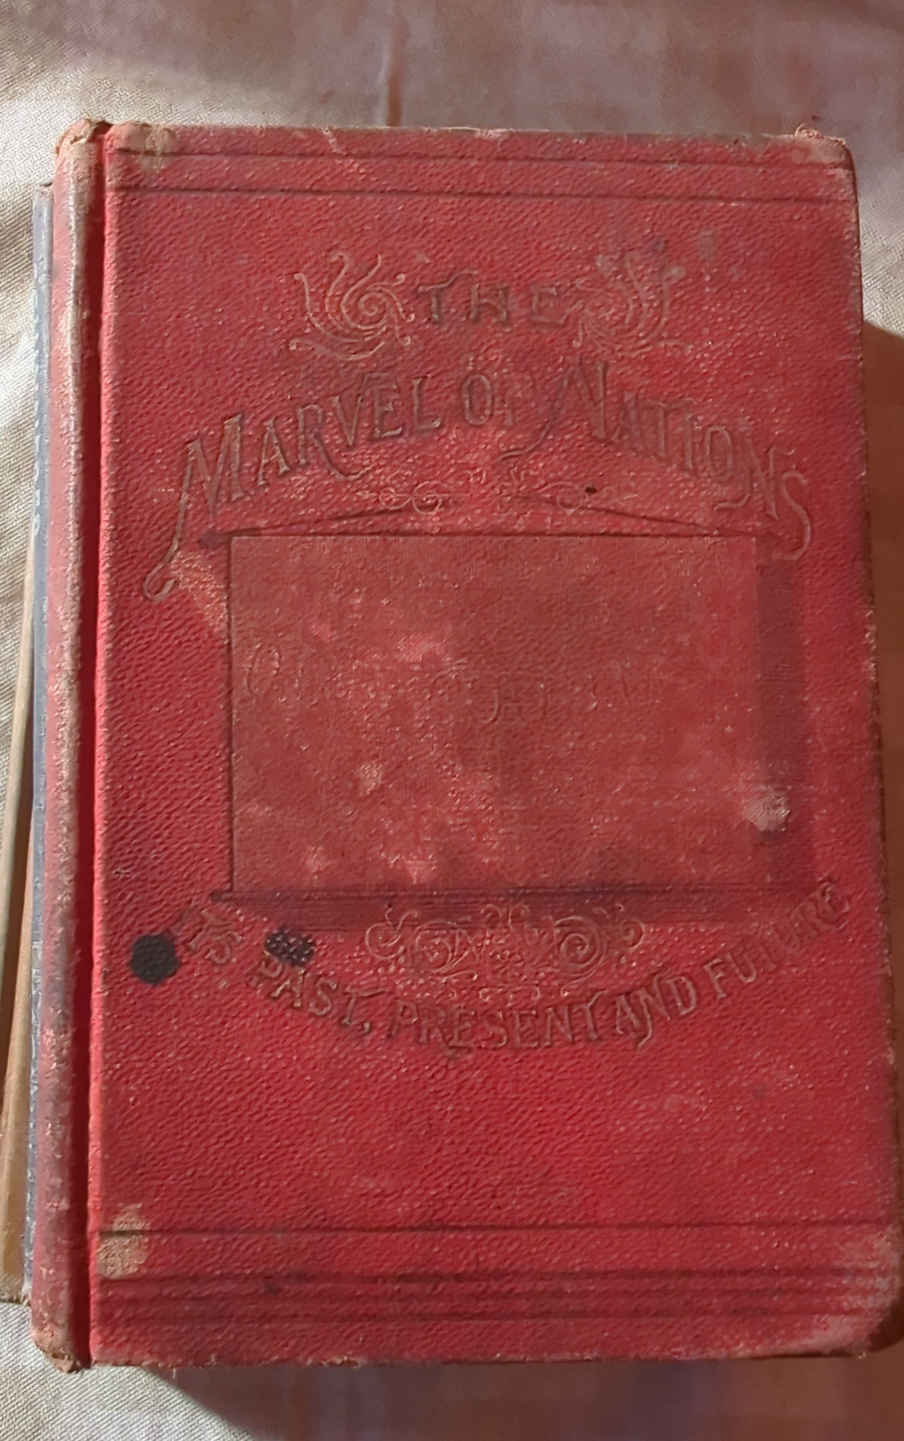 THE
MARVEL OF NATIONS
ITS PAST, PRESENT AND FUTURE